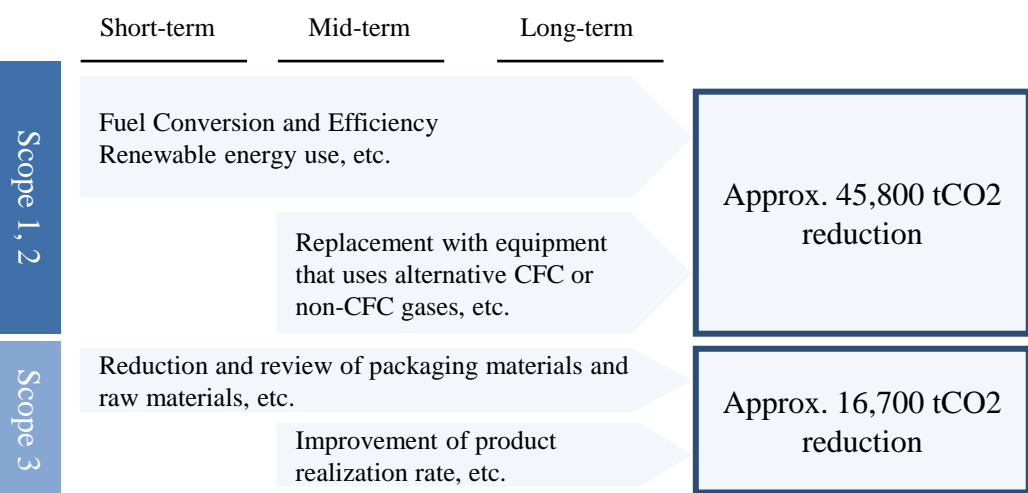 Short-term
Mid-term
Long-term
Scope 1, 2
Fuel Conversion and Efficiency
Renewable energy use, etc.
Replacement with equipment
that uses alternative CFC or
non-CFC gases, etc.
Approx. 45,800 tCO2
reduction
Scope 3
Reduction and review of packaging materials and
raw materials, etc.
Improvement of product
realization rate, etc.
Approx. 16,700 tCO2
reduction